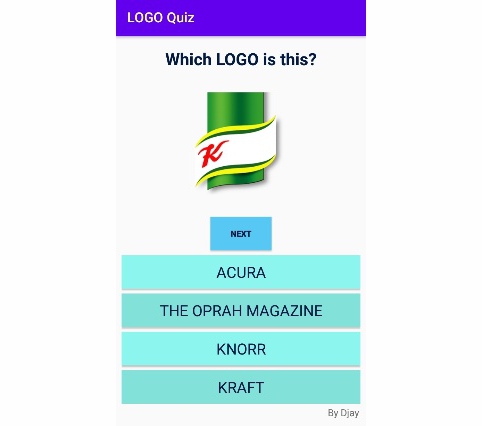 LOGO Quiz
Which LOGO is this?
K
NEXT
ACURA
THE OPRAH MAGAZINE
KNORR
KRAFT
By Djay